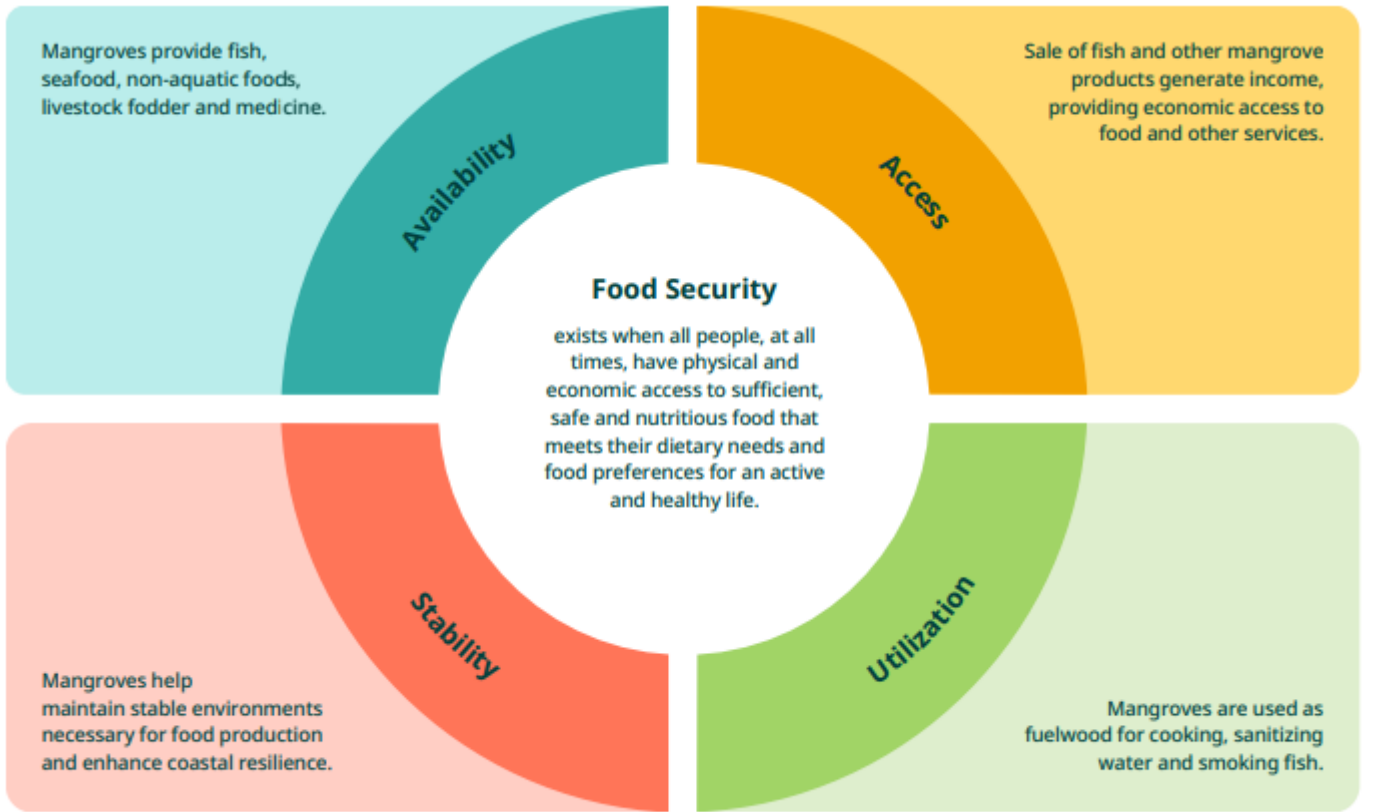 Mangroves provide fish,
seafood, non-aquatic foods,
livestock fodder and medicine.
Availability
Sale of fish and other mangrove
products generate income,
providing economic access to
food and other services.
Access
Food Security
exists when all people, at all
times, have physical and
economic access to sufficient,
safe and nutritious food that
meets their dietary needs and
food preferences for an active
and healthy life.
Stability
Mangroves help
maintain stable environments
necessary for food production
and enhance coastal resilience.
Utilization
Mangroves are used as
fuelwood for cooking, sanitizing
water and smoking fish.